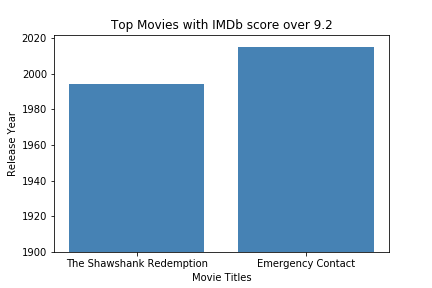 Top Movies with IMDb score over 9.2
Release Year
2020
2000
1980
1960
1940
1920
1900
The Shawshank Redemption
Emergency Contact
Movie Titles